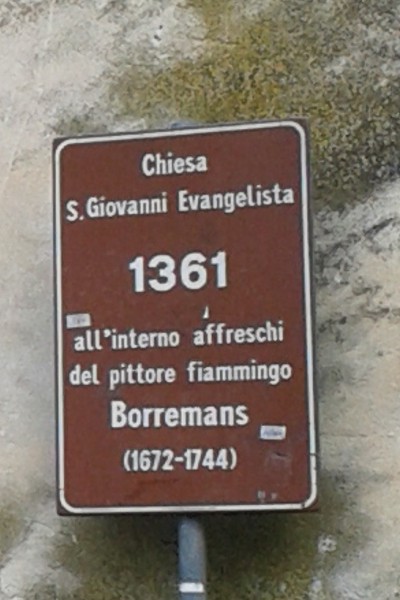 Chiesa
S. Giovanni Evangelista
1361
all'interno affreschi
del pittore fiammingo
Borremans
(1672-1744)